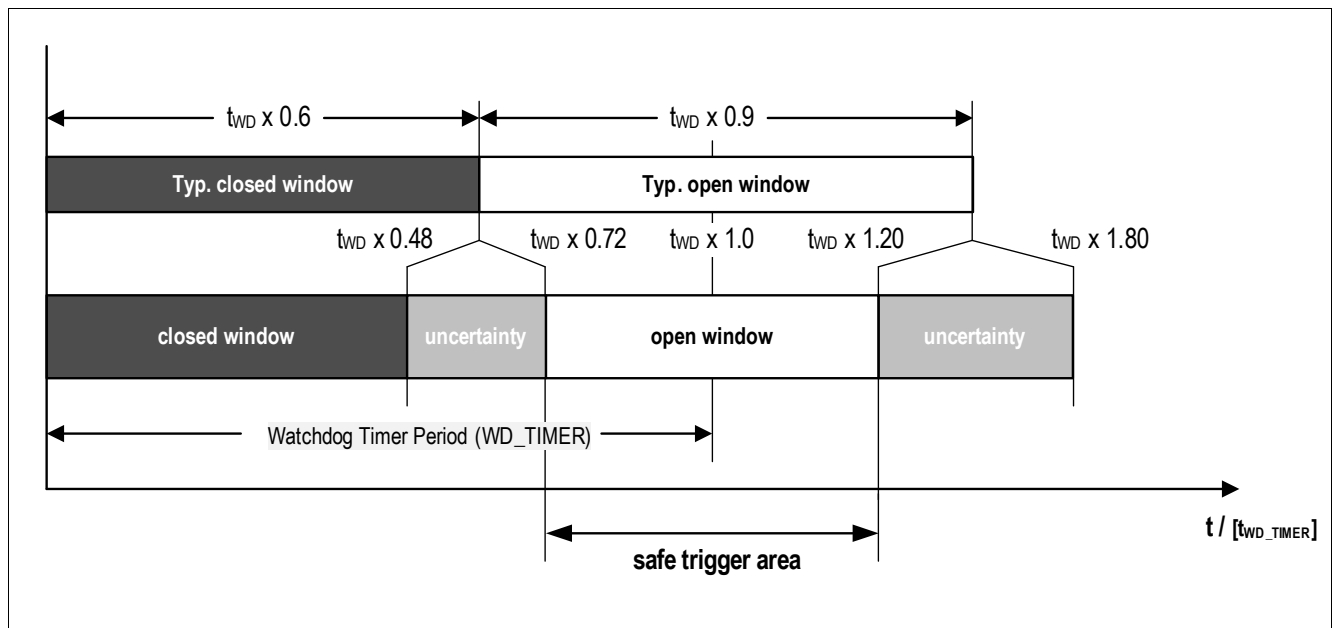 tWD x 0.6
tWD x 0.9
Typ. closed window
Typ. open window
tWD x 0.48
tWD x 0.72
tWD x 1.0
tWD x 1.20
tWD x 1.80
closed window
uncertainty
open window
uncertainty
Watchdog Timer Period (WD_TIMER)
t / [tWD_TIMER]
safe trigger area